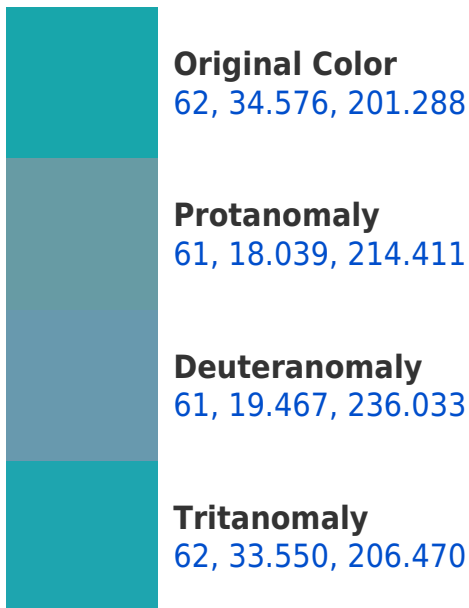 Original Color
62, 34.576, 201.288
Protanomaly
61, 18.039, 214.411
Deuteranomaly
61, 19.467, 236.033
Tritanomaly
62, 33.550, 206.470